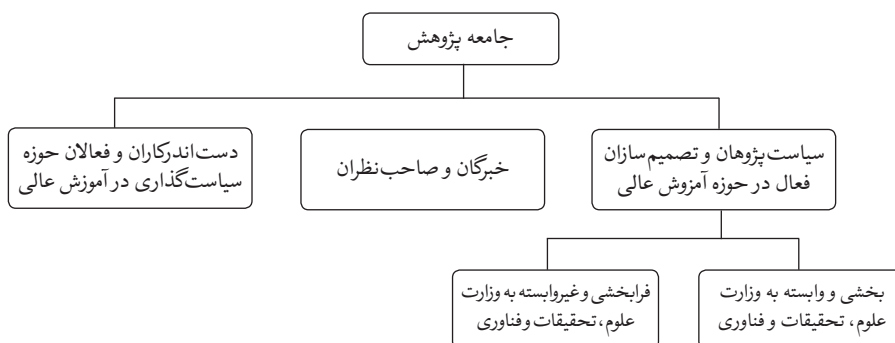 جامعه پژوهش
سیاست‌پژوهان و تصمیم‌سازان
فعال در حوزه آمزوش عالی
خبرگان و صاحب‌نظران
دست‌اندرکاران و فعالان حوزه
سیاست‌گذاری در آموزش عالی
بخشی و وابسته به وزارت
علوم، تحقیقات و فناوری
فرابخشی و غیروابسته به وزارت
علوم، تحقیقات و فناوری